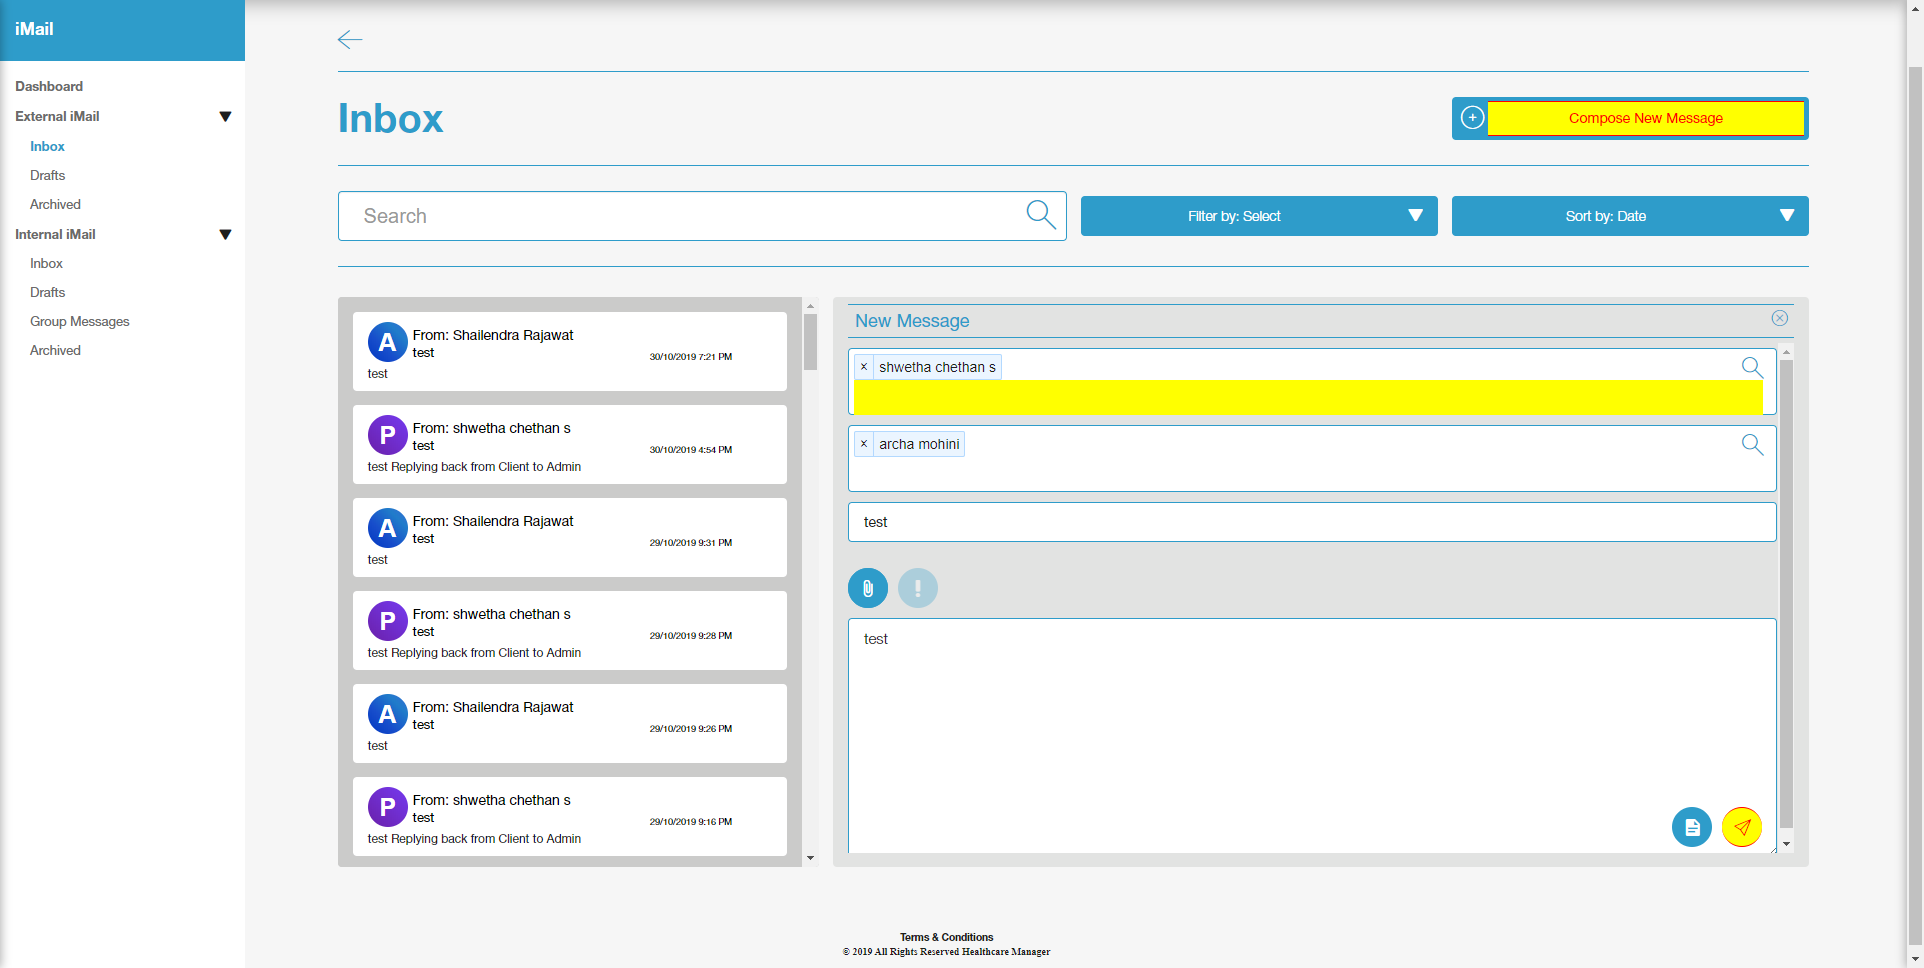 iMail
Dashboard
External iMail
Inbox
Drafts
Archived
Internal iMail
Inbox
Drafts
Group Messages
Archived
Inbox
Compose New Message
Search
Filter by: Select
Sort by: Date
A
From: Shailendra Rajawat
test
30/10/2019 7:21 PM
test
P
From: shwetha chethan s
test
30/10/2019 4:54 PM
test Replying back from Client to Admin
A
From: Shailendra Rajawat
test
29/10/2019 9:31 PM
test
P
From: shwetha chethan s
test
29/10/2019 9:28 PM
test Replying back from Client to Admin
A
From: Shailendra Rajawat
test
29/10/2019 9:26 PM
test
P
From: shwetha chethan s
test
29/10/2019 9:16 PM
test Replying back from Client to Admin
New Message
x shwetha chethan s
x archa mohini
test
test
Terms & Conditions
© 2019 All Rights Reserved Healthcare Manager